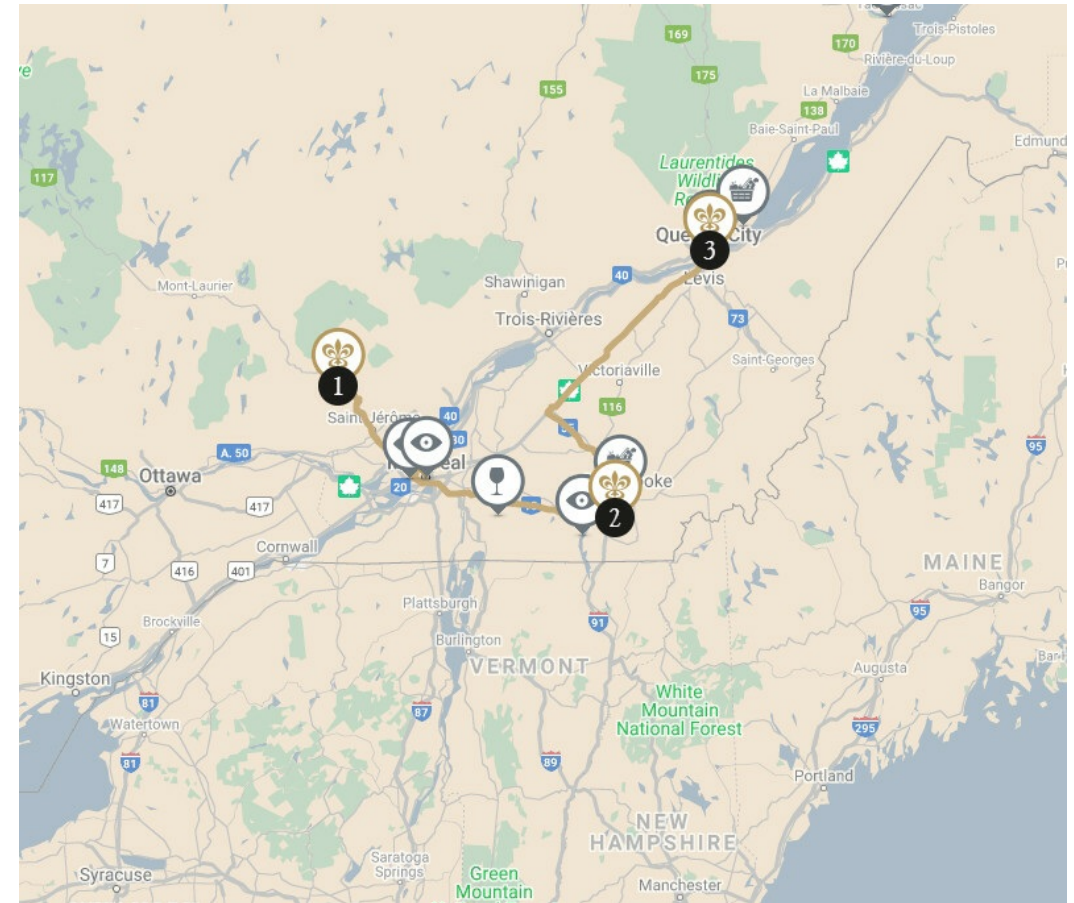 169
Trois-Pistoles
170
Rivière-du-Loup
175
155
La Malbaie
138
Baie-Saint-Paul
Edmund
117
Laurentides
3
40
Lévis
Shawinigan
Mont-Laurier
Trois-Rivières
73
Saint-Georges
Victoriaville
1
116
Saint-Jérôme
40
A. 50
148
Ottawa
20
417
417
2
95
Cornwall
7
416
401
MAINE
Bangor
Plattsburgh
95
15
Brockville
91
Burlington
VERMONT
Augusta
Kingston
White
Mountain
National Forest
81
87
Watertown
295
81
89
Portland
NEW
HAMPSHIRE
Saratoga
Springs
Syracuse
Green
Mountain
Manchester